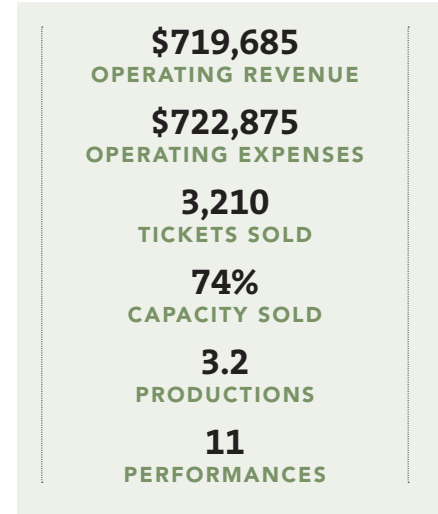 $719,685
OPERATING REVENUE
$722,875
OPERATING EXPENSES
3,210
TICKETS SOLD
74%
CAPACITY SOLD
3.2
PRODUCTIONS
11
PERFORMANCES